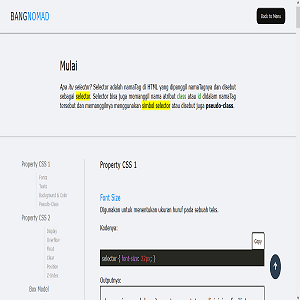 BANGNOMAD
Back to Menu
Mulai
Apa itu selector? Selector adalah namaTag di HTML yang dipanggil namaTagnya dan disebut
sebagai selector. Selector bisa juga memanggil nama atribut class atau id didalam namaTag
tersebut dan memanggilnya menggunakan simbol selector atau disebut juga pseudo-class.
Property CSS 1
Fonts
Texts
Background & Color
Pseudo-Class
Property CSS 2
Display
Overflow
Float
Clear
Position
Z-Index
Box Model
Property CSS 1
Font Size
Digunakan untuk menentukan ukuran huruf pada sebuah teks.
Kodenya:
Copy
selector { font-size: 22px; }
Outputnya: